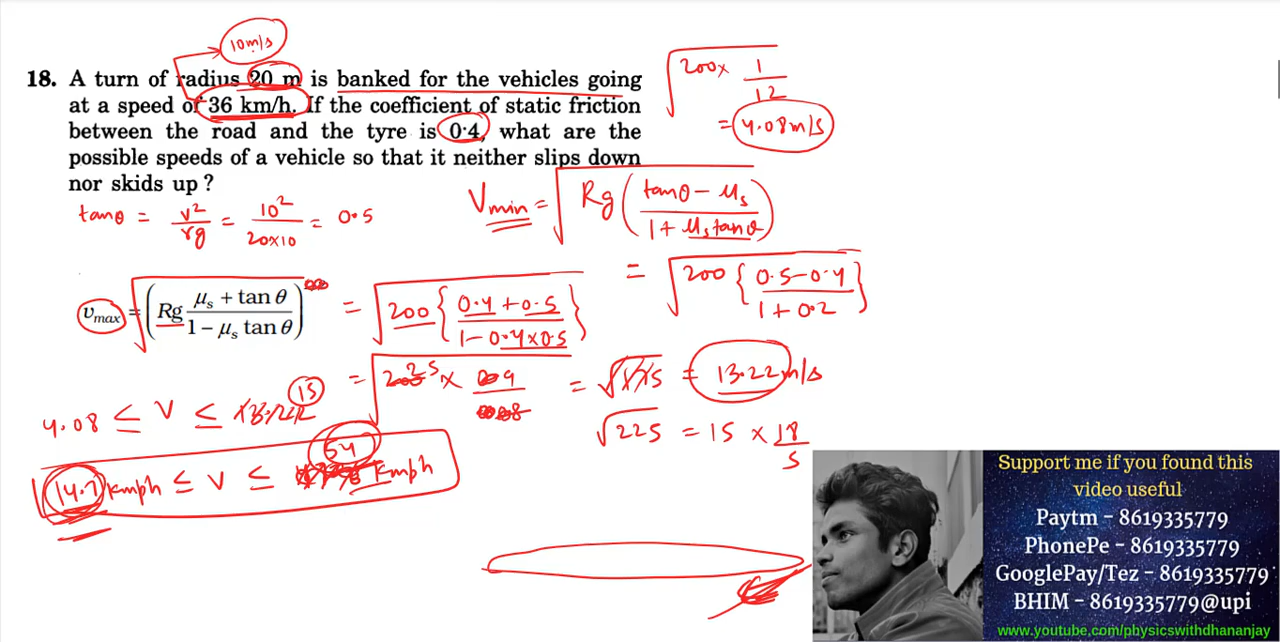 10m/s
18. A turn of radius 20 m is banked for the vehicles going
at a speed of 36 km/h. If the coefficient of static friction
between the road and the tyre is 0·4, what are the
possible speeds of a vehicle so that it neither slips down
nor skids up ?
√200 × 1/12
= 4.08 m/s
tanθ = v²/rg = 10²/20×10 = 0.5
Vmin = √Rg (tanθ − μs / 1 + μs tanθ)
= √200 {0.5−0.4 / 1+0.2}
υmax = √(Rg μs + tan θ / 1 − μs tan θ) = √200 {0.4+0.5 / 1−0.4×0.5}
= √25 × 9 = 13.22 m/s
√225 = 15 × 18/5
4.08 ≤ V ≤ 15
14.7 Kmph ≤ V ≤ 54 Kmph
Support me if you found this
video useful
Paytm – 8619335779
PhonePe – 8619335779
GooglePay/Tez – 8619335779
BHIM – 8619335779@upi
www.youtube.com/physicswithdhananjay